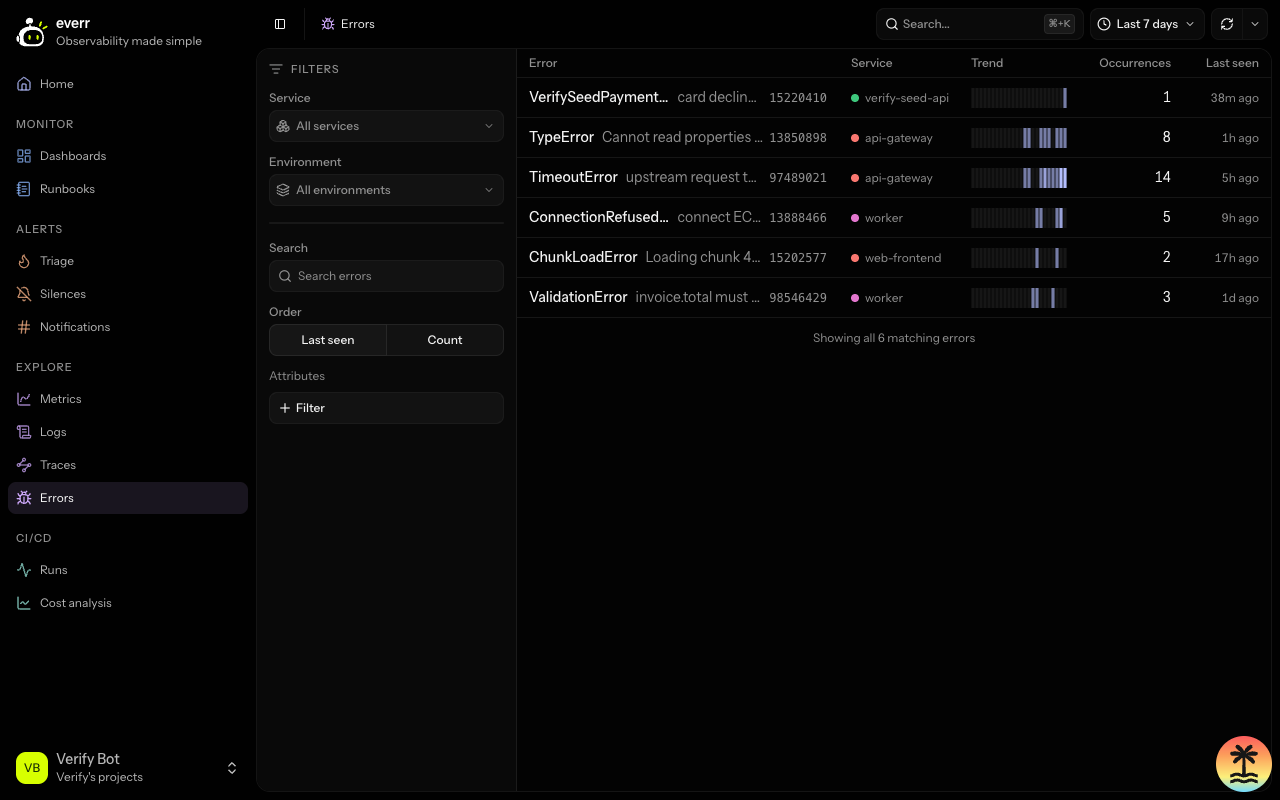 everr
Observability made simple
Home
MONITOR
Dashboards
Runbooks
ALERTS
Triage
Silences
Notifications
EXPLORE
Metrics
Logs
Traces
Errors
CI/CD
Runs
Cost analysis
VB
Verify Bot
Verify's projects
Errors
Search...
⌘+K
Last 7 days
FILTERS
Service
All services
Environment
All environments
Search
Search errors
Order
Last seen Count
Attributes
Filter
Error Service Trend Occurrences Last seen
VerifySeedPayment... card declin... 15220410 verify-seed-api 1 38m ago
TypeError Cannot read properties ... 13850898 api-gateway 8 1h ago
TimeoutError upstream request t... 97489021 api-gateway 14 5h ago
ConnectionRefused... connect EC... 13888466 worker 5 9h ago
ChunkLoadError Loading chunk 4... 15202577 web-frontend 2 17h ago
ValidationError invoice.total must ... 98546429 worker 3 1d ago
Showing all 6 matching errors